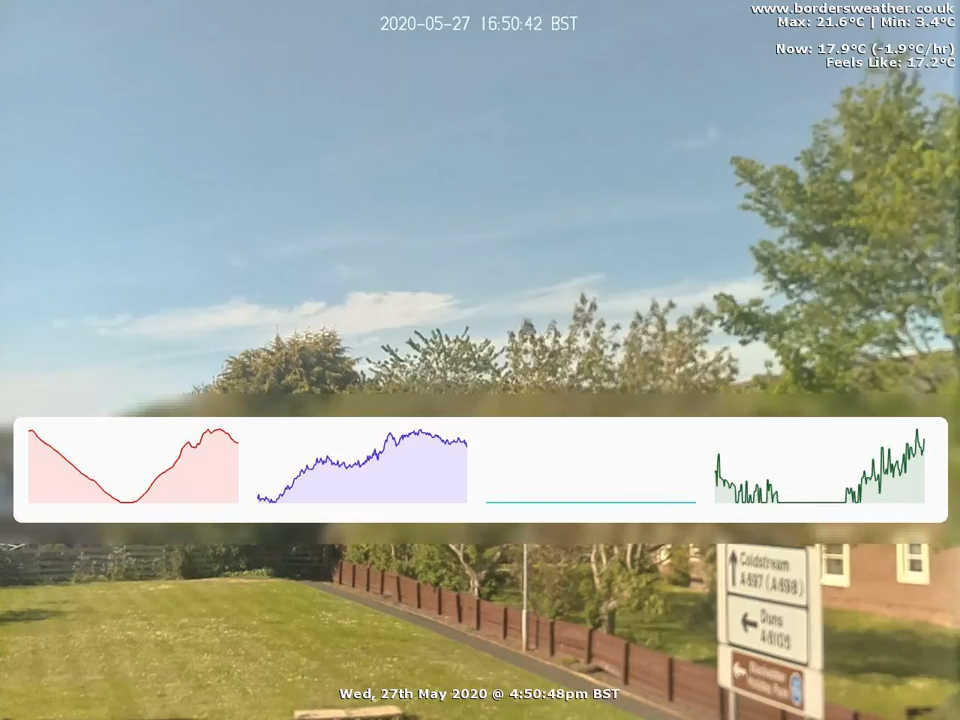 2020-05-27 16:50:42 BST
www.bordersweather.co.uk
Max: 21.6°C | Min: 3.4°C
Now: 17.9°C (-1.9°C/hr)
Feels Like: 17.2°C
Coldstream
A697 (A698)
Duns
A6105
Holiday Park
Wed, 27th May 2020 @ 4:50:48pm BST